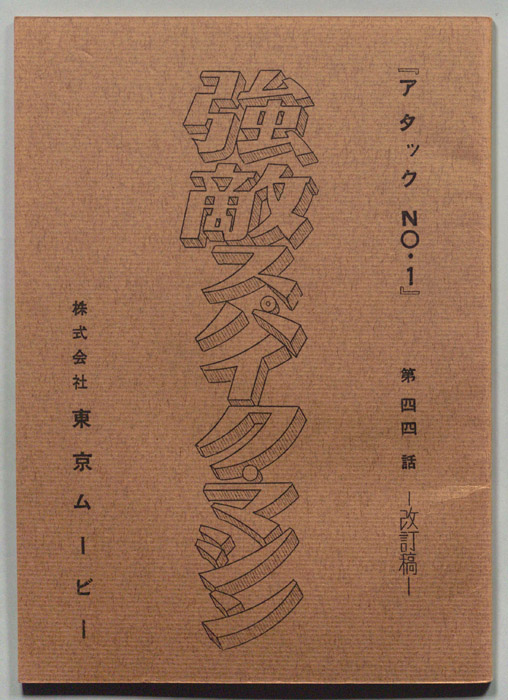 『アタック NO・1』 第四四話 ー改訂稿ー
強敵スパイク・マシン
株式会社 東京ムービー